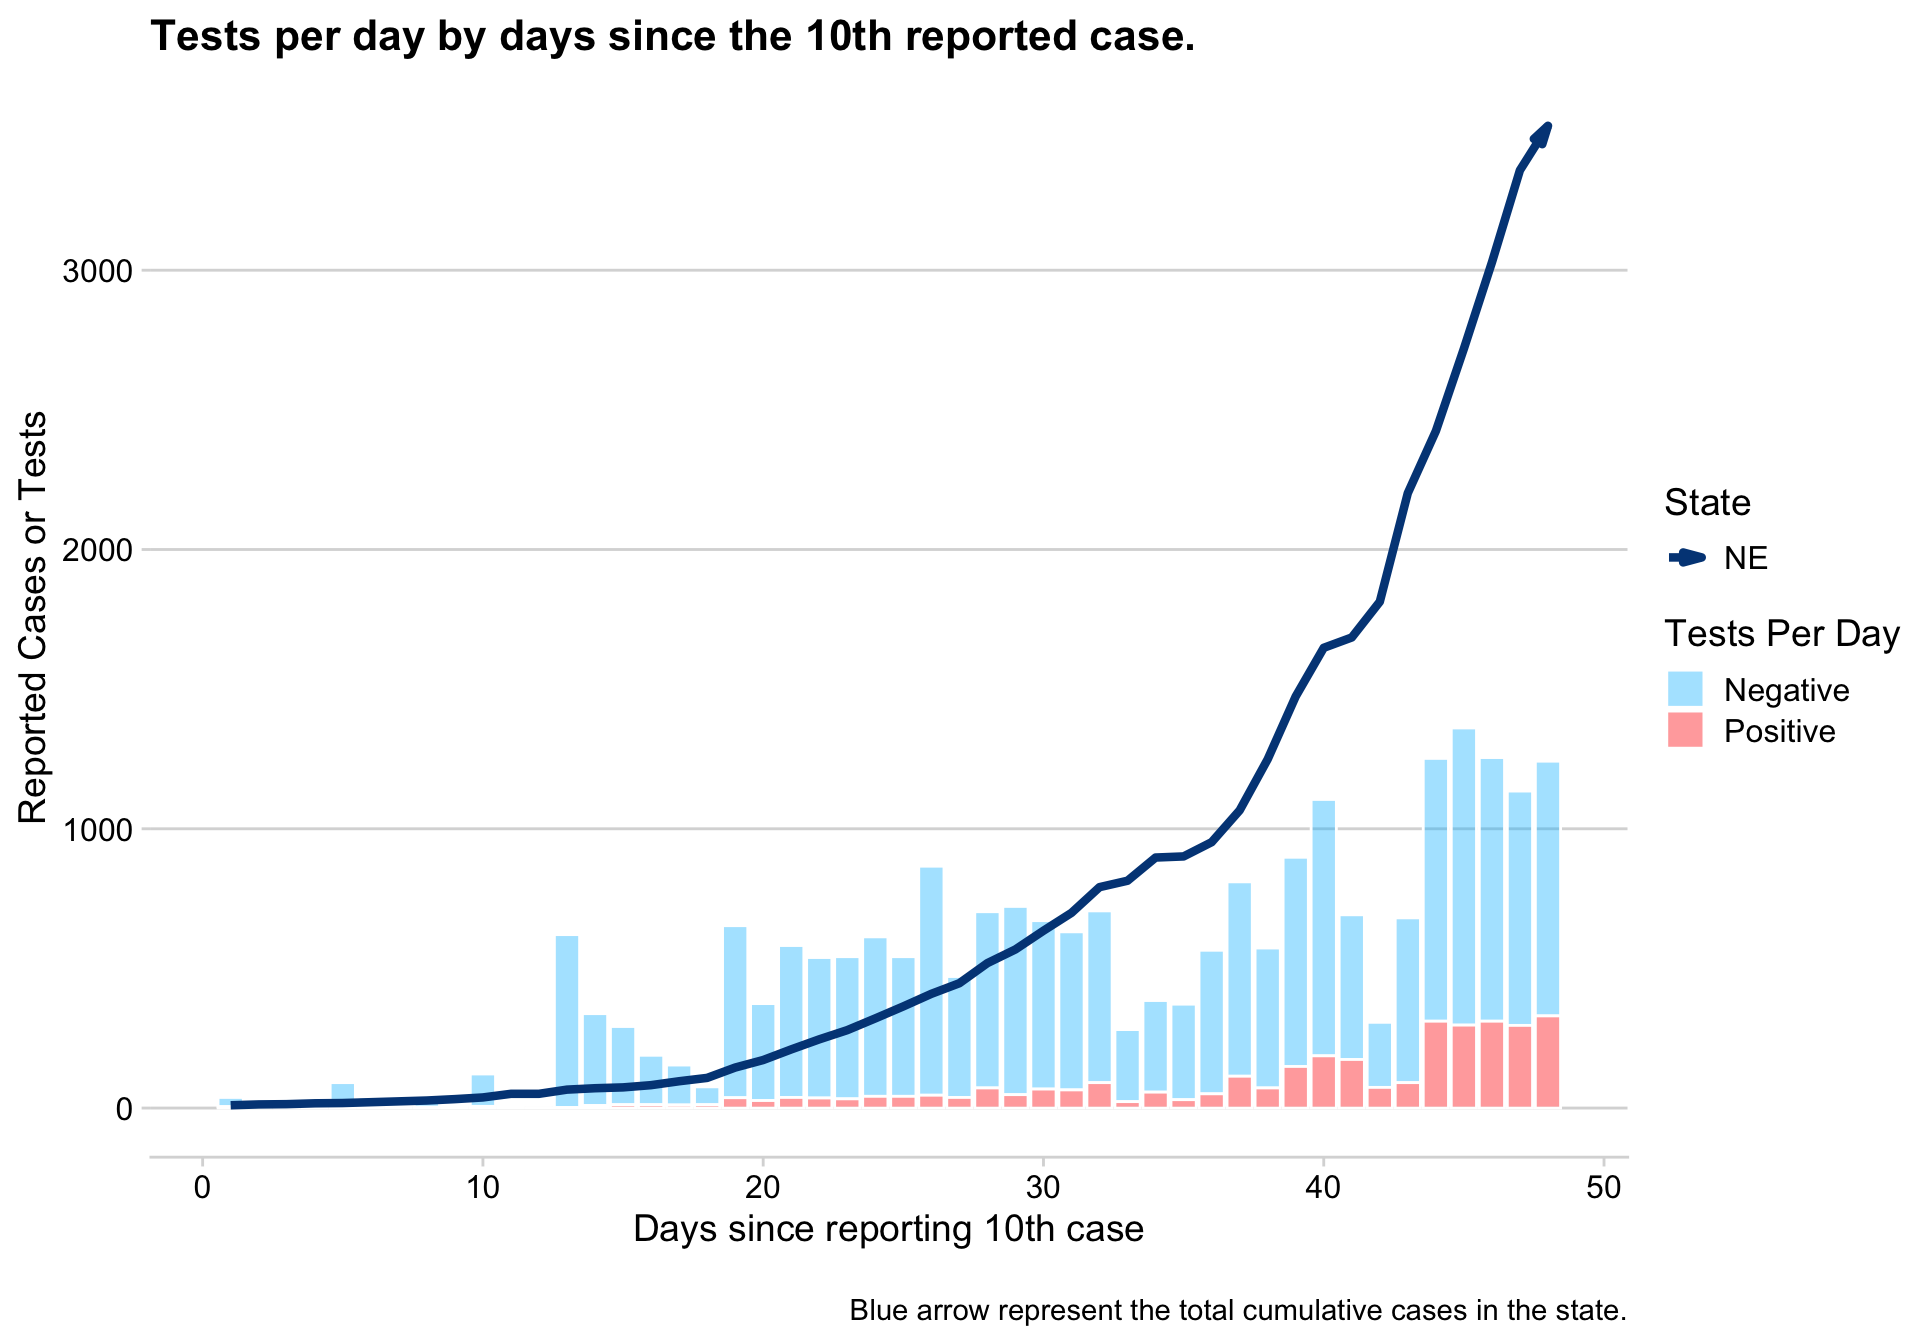 Tests per day by days since the 10th reported case.
Reported Cases or Tests
3000
2000
1000
0
0 10 20 30 40 50
Days since reporting 10th case
State
NE
Tests Per Day
Negative
Positive
Blue arrow represent the total cumulative cases in the state.